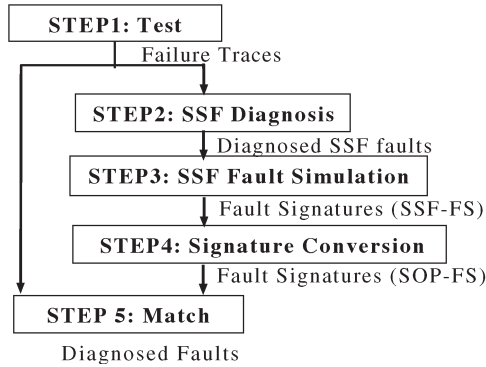 STEP1: Test
Failure Traces
STEP2: SSF Diagnosis
Diagnosed SSF faults
STEP3: SSF Fault Simulation
Fault Signatures (SSF-FS)
STEP4: Signature Conversion
Fault Signatures (SOP-FS)
STEP 5: Match
Diagnosed Faults